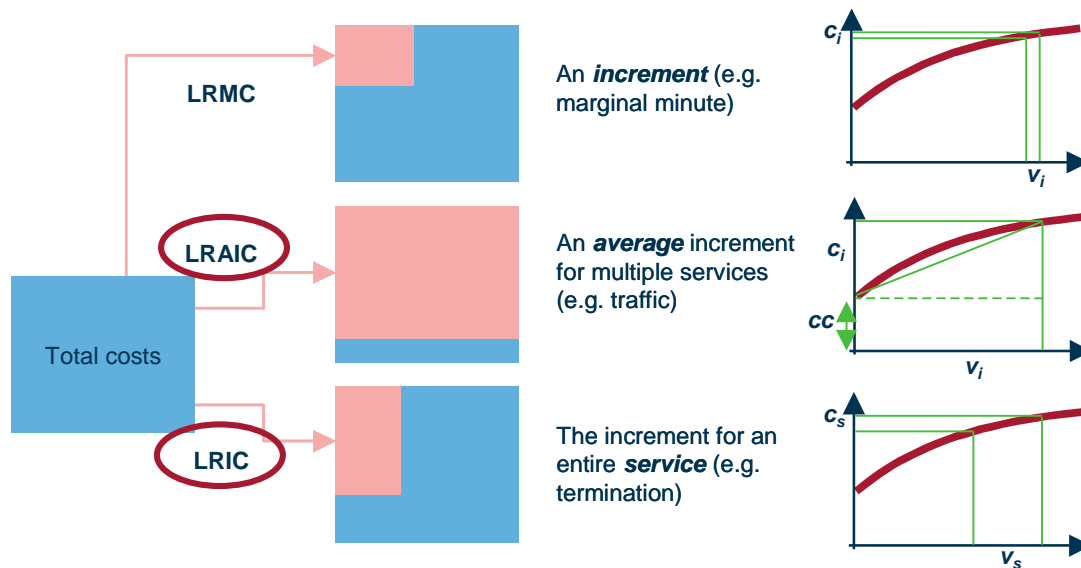 LRMC
An increment (e.g.
marginal minute)
c_i
v_i
LRAIC
An average increment
for multiple services
(e.g. traffic)
c_i
cc
v_i
Total costs
LRIC
The increment for an
entire service (e.g.
termination)
c_s
v_s